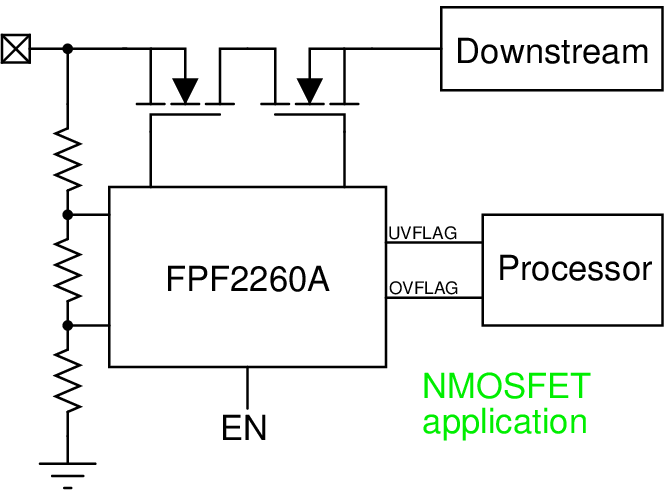 Downstream
UVFLAG
FPF2260A
Processor
OVFLAG
NMOSFET
application
EN